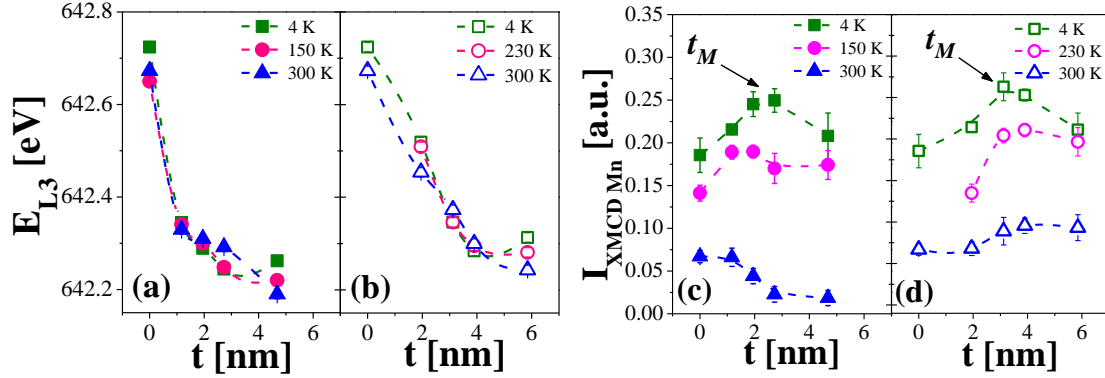 E_L3 [eV]
642.8
642.6
642.4
642.2
4 K
150 K
300 K
(a)
0 2 4 6
t [nm]
4 K
230 K
300 K
(b)
0 2 4 6
t [nm]
I_XMCD Mn [a.u.]
0.30
0.25
0.20
0.15
0.10
0.05
0.00
4 K
150 K
300 K
t_M
(c)
0 2 4 6
t [nm]
4 K
230 K
300 K
t_M
(d)
0 2 4 6
t [nm]